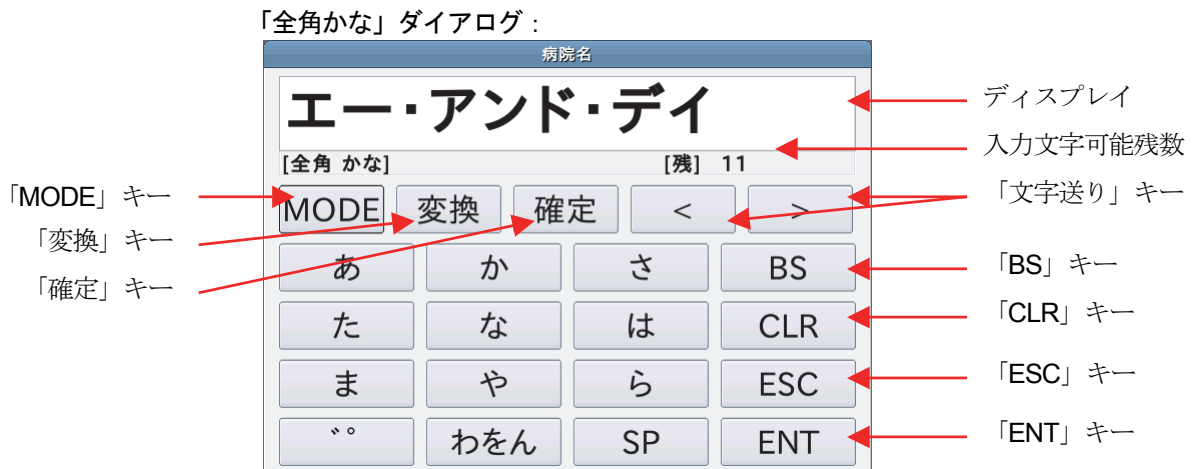 「全角かな」ダイアログ：
病院名
エー・アンド・デイ
ディスプレイ
[全角 かな] [残] 11
入力文字可能残数
「MODE」キー
MODE 変換 確定 < >
「文字送り」キー
「変換」キー
「確定」キー
あ か さ BS
「BS」キー
た な は CLR
「CLR」キー
ま や ら ESC
「ESC」キー
゛゜ わをん SP ENT
「ENT」キー